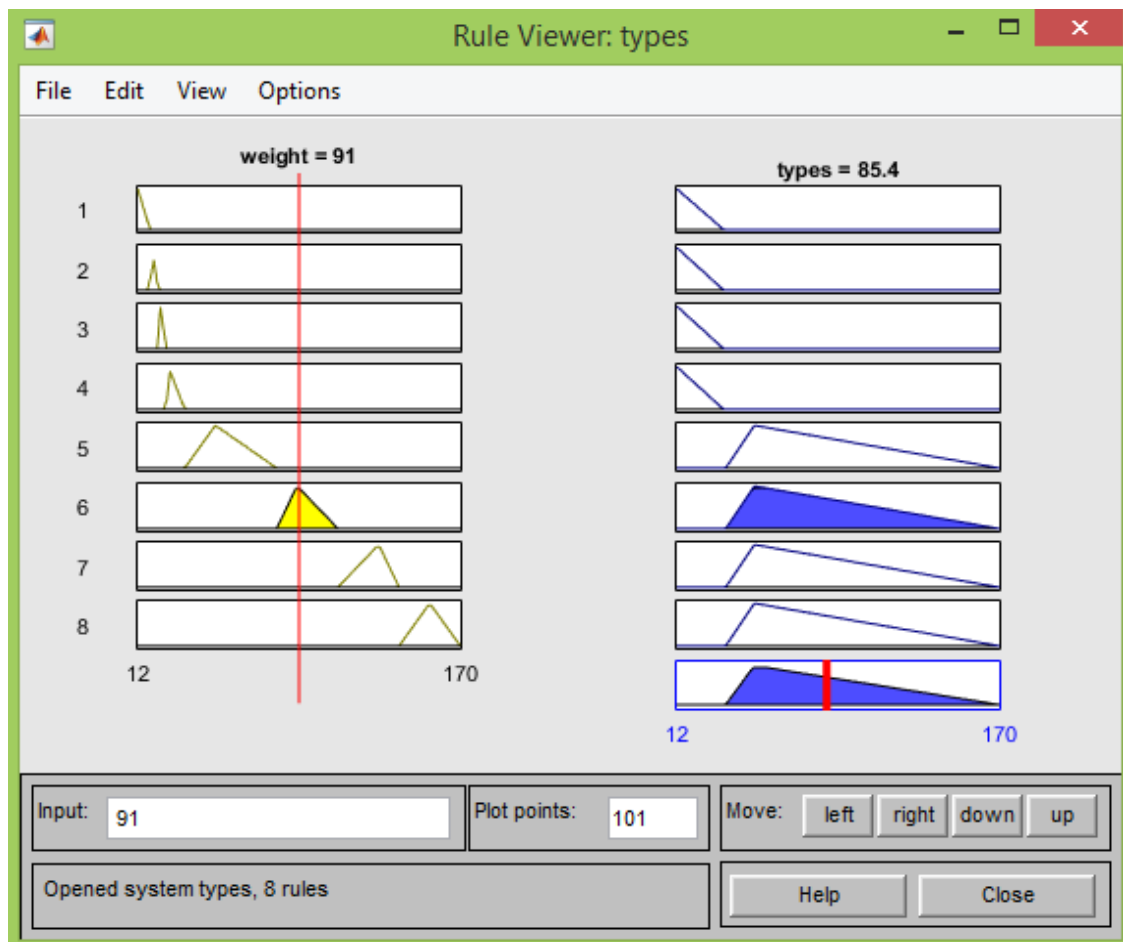 Rule Viewer: types
File Edit View Options
weight = 91
types = 85.4
1
2
3
4
5
6
7
8
12 170
12 170
Input: 91
Plot points: 101
Move: left right down up
Opened system types, 8 rules
Help Close